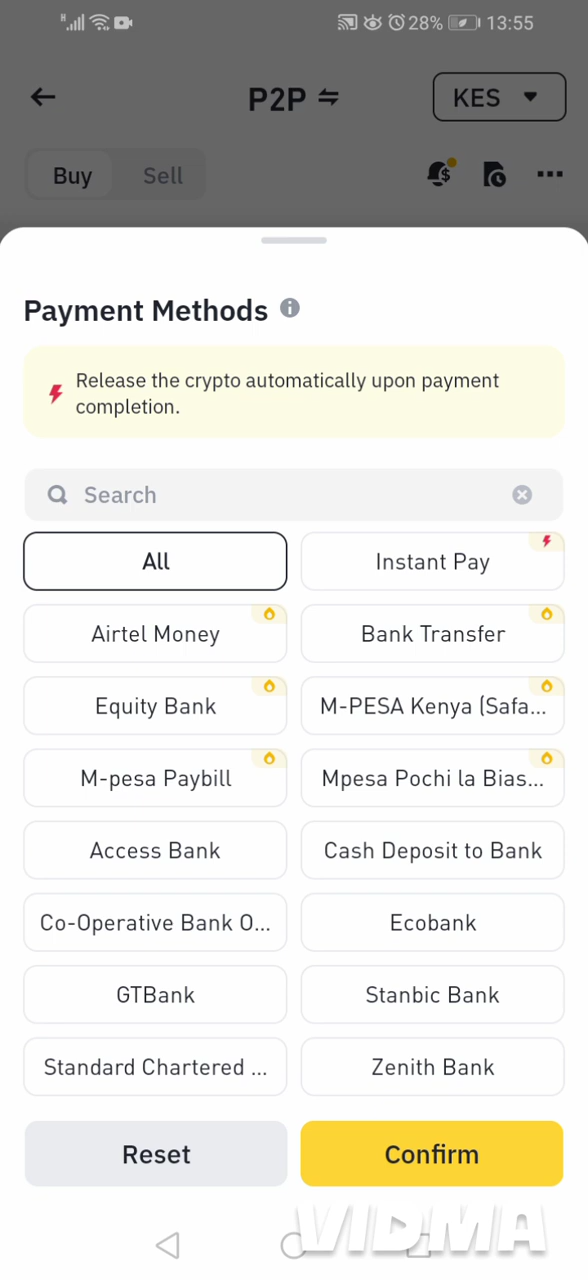 H 28% 13:55
P2P KES
Buy Sell
Payment Methods
Release the crypto automatically upon payment
completion.
Search
All Instant Pay
Airtel Money Bank Transfer
Equity Bank M-PESA Kenya (Safa...
M-pesa Paybill Mpesa Pochi la Bias...
Access Bank Cash Deposit to Bank
Co-Operative Bank O... Ecobank
GTBank Stanbic Bank
Standard Chartered ... Zenith Bank
Reset Confirm
VIDMA